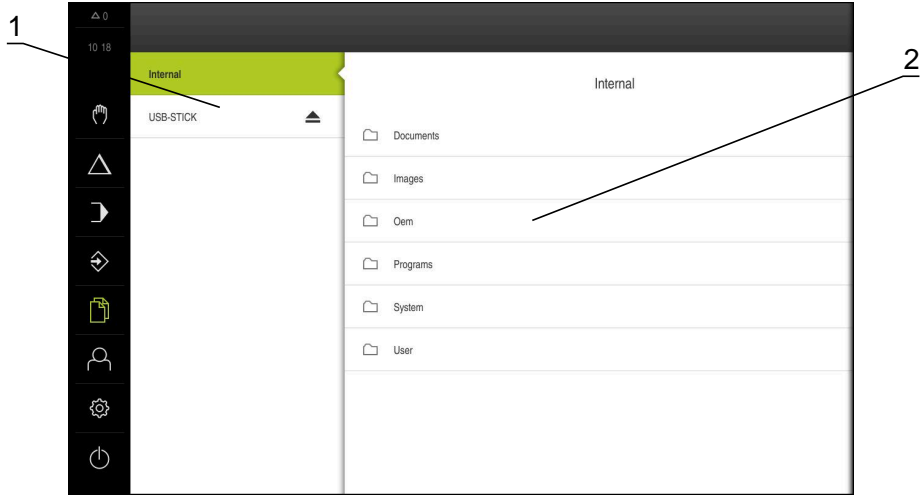 1
0
10 18
Internal
USB-STICK
Internal
Documents
Images
Oem
Programs
System
User
2